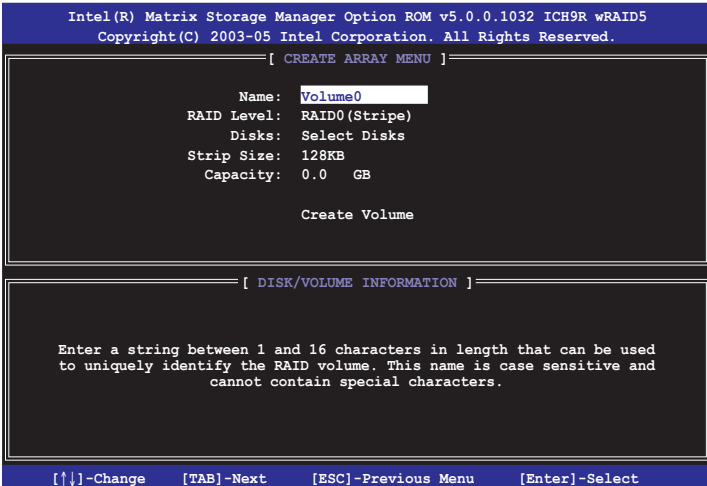 Intel(R) Matrix Storage Manager Option ROM v5.0.0.1032 ICH9R wRAID5
Copyright(C) 2003-05 Intel Corporation. All Rights Reserved.
[ CREATE ARRAY MENU ]
Name: Volume0
RAID Level: RAID0(Stripe)
Disks: Select Disks
Strip Size: 128KB
Capacity: 0.0 GB
Create Volume
[ DISK/VOLUME INFORMATION ]
Enter a string between 1 and 16 characters in length that can be used
to uniquely identify the RAID volume. This name is case sensitive and
cannot contain special characters.
[↑↓]-Change [TAB]-Next [ESC]-Previous Menu [Enter]-Select